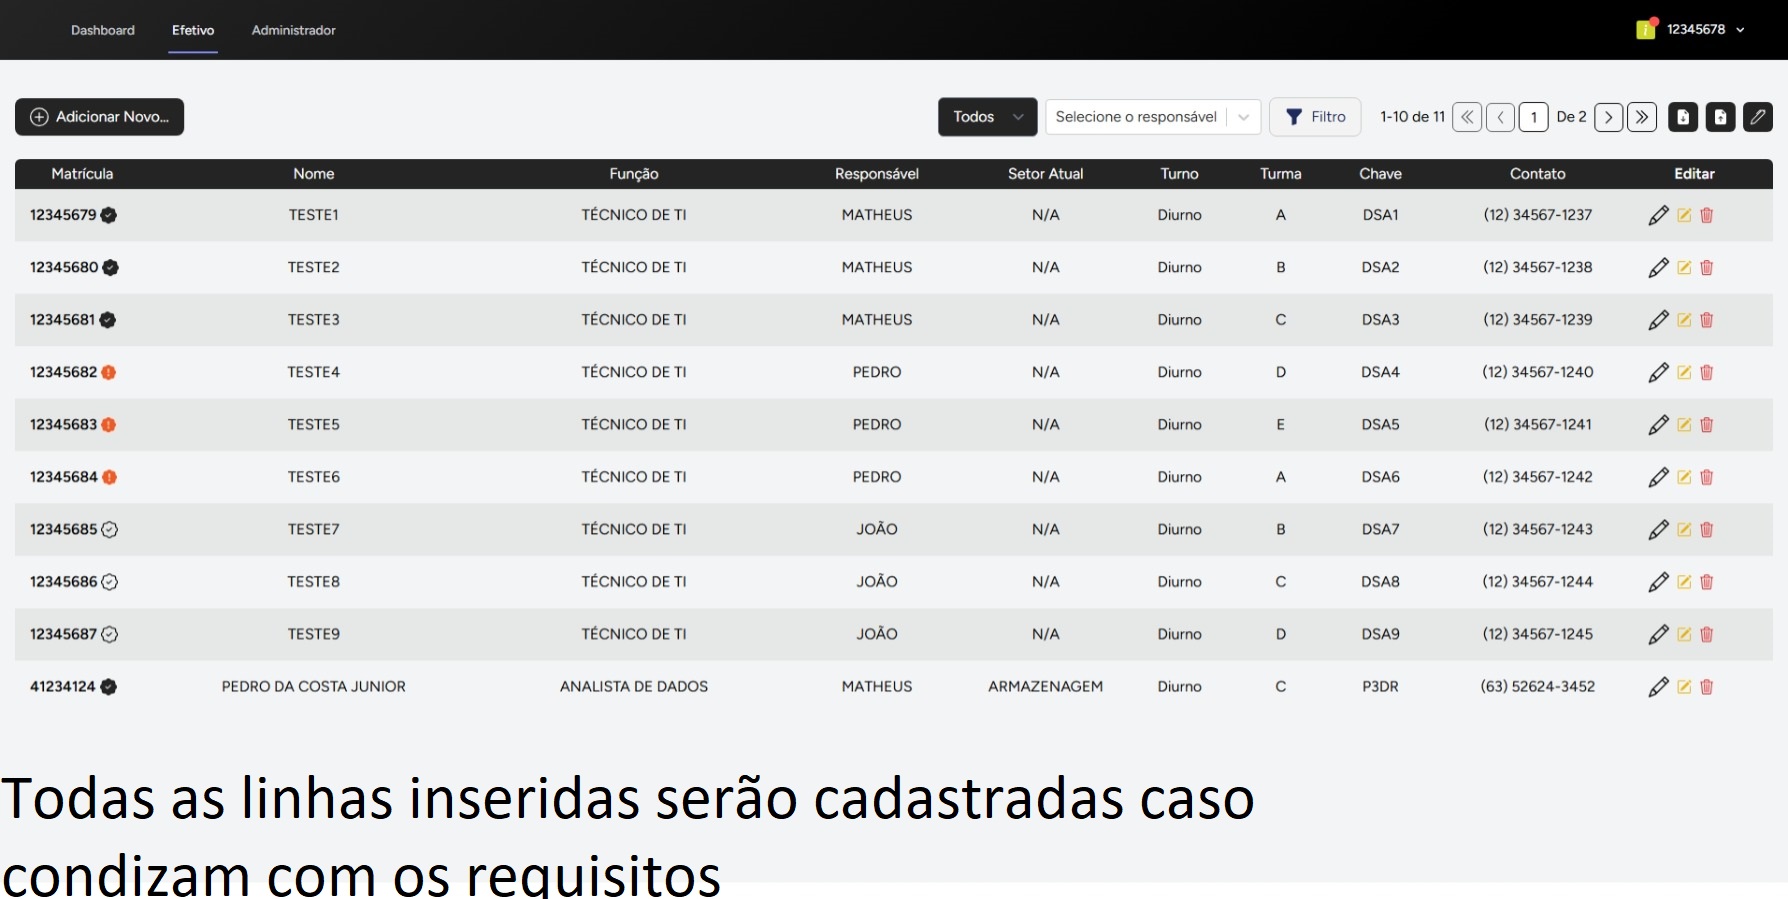 Dashboard Efetivo Administrador 12345678
Adicionar Novo... Todos Selecione o responsável Filtro 1-10 de 11 1 De 2
Matrícula Nome Função Responsável Setor Atual Turno Turma Chave Contato Editar
12345679 TESTE1 TÉCNICO DE TI MATHEUS N/A Diurno A DSA1 (12) 34567-1237
12345680 TESTE2 TÉCNICO DE TI MATHEUS N/A Diurno B DSA2 (12) 34567-1238
12345681 TESTE3 TÉCNICO DE TI MATHEUS N/A Diurno C DSA3 (12) 34567-1239
12345682 TESTE4 TÉCNICO DE TI PEDRO N/A Diurno D DSA4 (12) 34567-1240
12345683 TESTE5 TÉCNICO DE TI PEDRO N/A Diurno E DSA5 (12) 34567-1241
12345684 TESTE6 TÉCNICO DE TI PEDRO N/A Diurno A DSA6 (12) 34567-1242
12345685 TESTE7 TÉCNICO DE TI JOÃO N/A Diurno B DSA7 (12) 34567-1243
12345686 TESTE8 TÉCNICO DE TI JOÃO N/A Diurno C DSA8 (12) 34567-1244
12345687 TESTE9 TÉCNICO DE TI JOÃO N/A Diurno D DSA9 (12) 34567-1245
41234124 PEDRO DA COSTA JUNIOR ANALISTA DE DADOS MATHEUS ARMAZENAGEM Diurno C P3DR (63) 52624-3452
Todas as linhas inseridas serão cadastradas caso
condizam com os requisitos